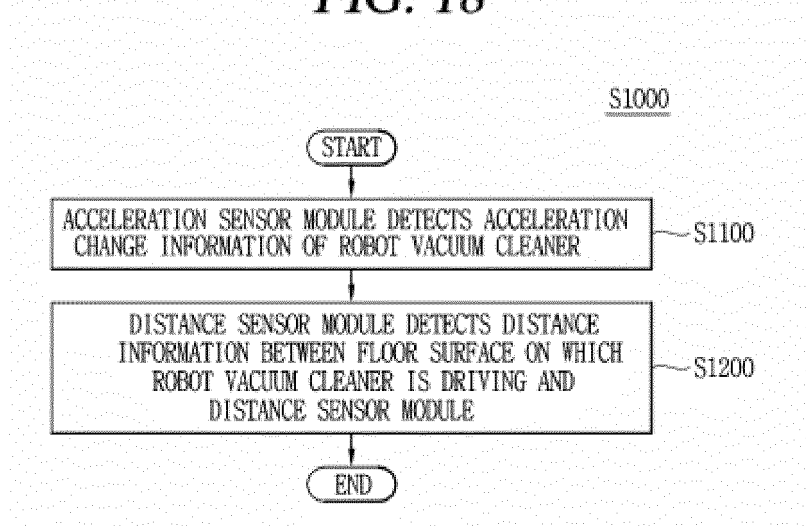 FIG. 18
S1000
START
ACCELERATION SENSOR MODULE DETECTS ACCELERATION
CHANGE INFORMATION OF ROBOT VACUUM CLEANER
S1100
DISTANCE SENSOR MODULE DETECTS DISTANCE
INFORMATION BETWEEN FLOOR SURFACE ON WHICH
ROBOT VACUUM CLEANER IS DRIVING AND
DISTANCE SENSOR MODULE
S1200
END